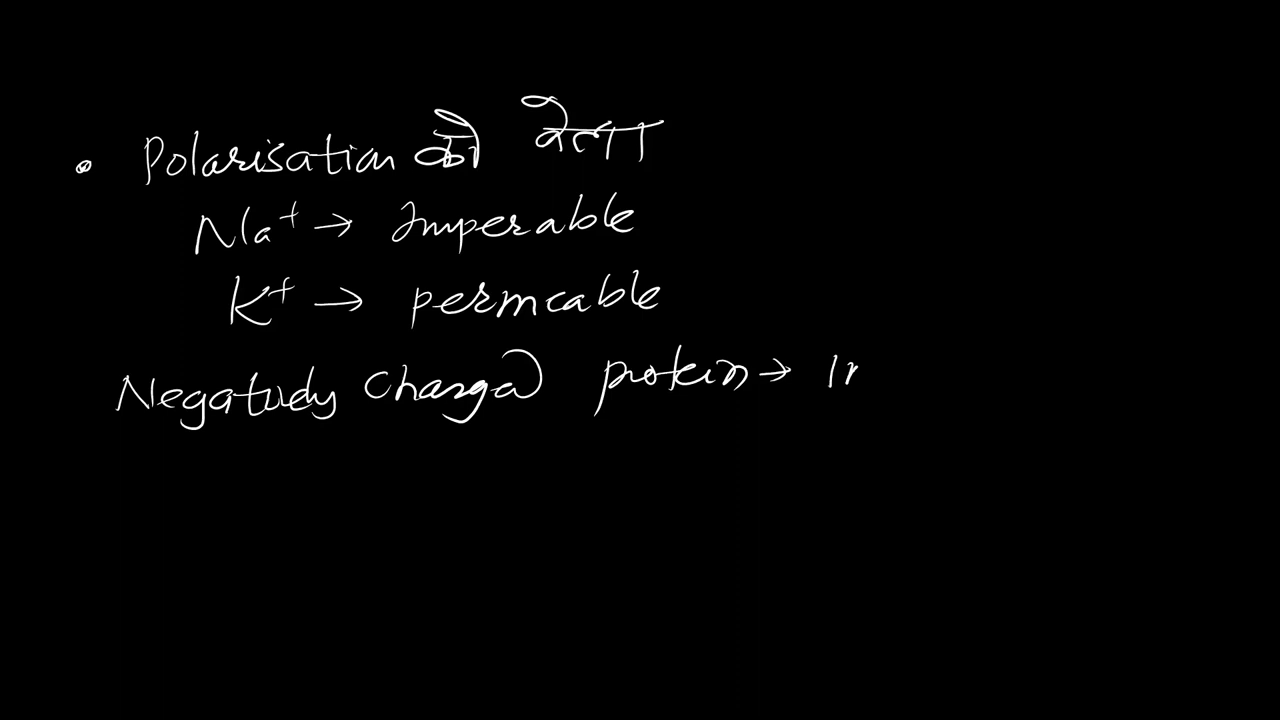 • Polarisation को बेला
Na⁺ → Imperable
K⁺ → permeable
Negatively Charged protein → In